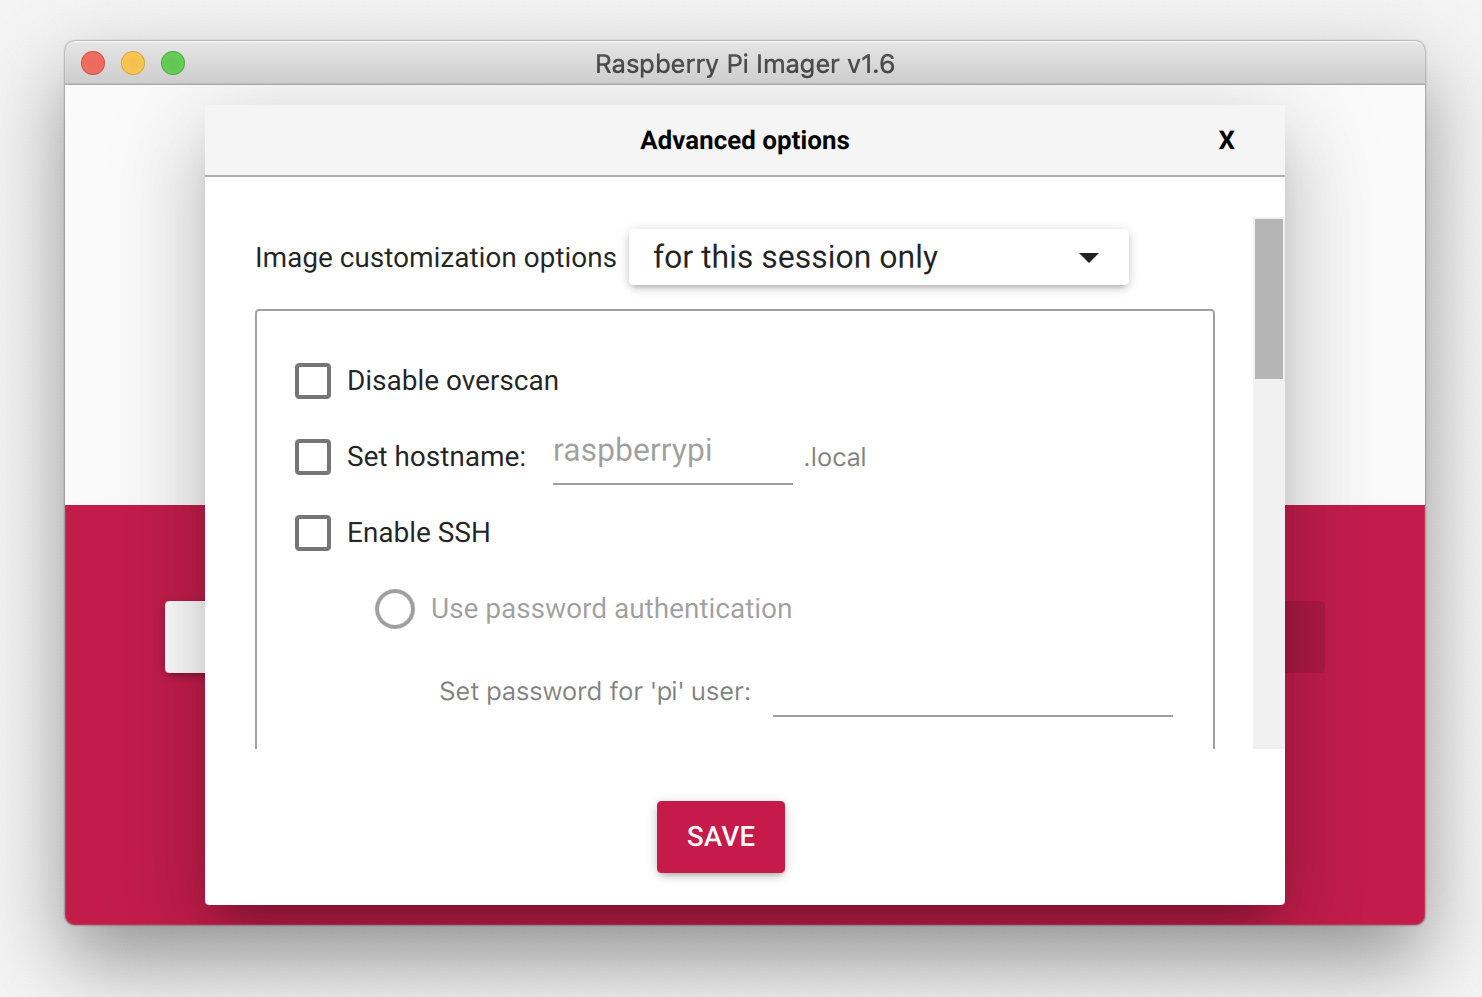 Raspberry Pi Imager v1.6
Advanced options X
Image customization options for this session only
Disable overscan
Set hostname: raspberrypi .local
Enable SSH
Use password authentication
Set password for 'pi' user:
SAVE